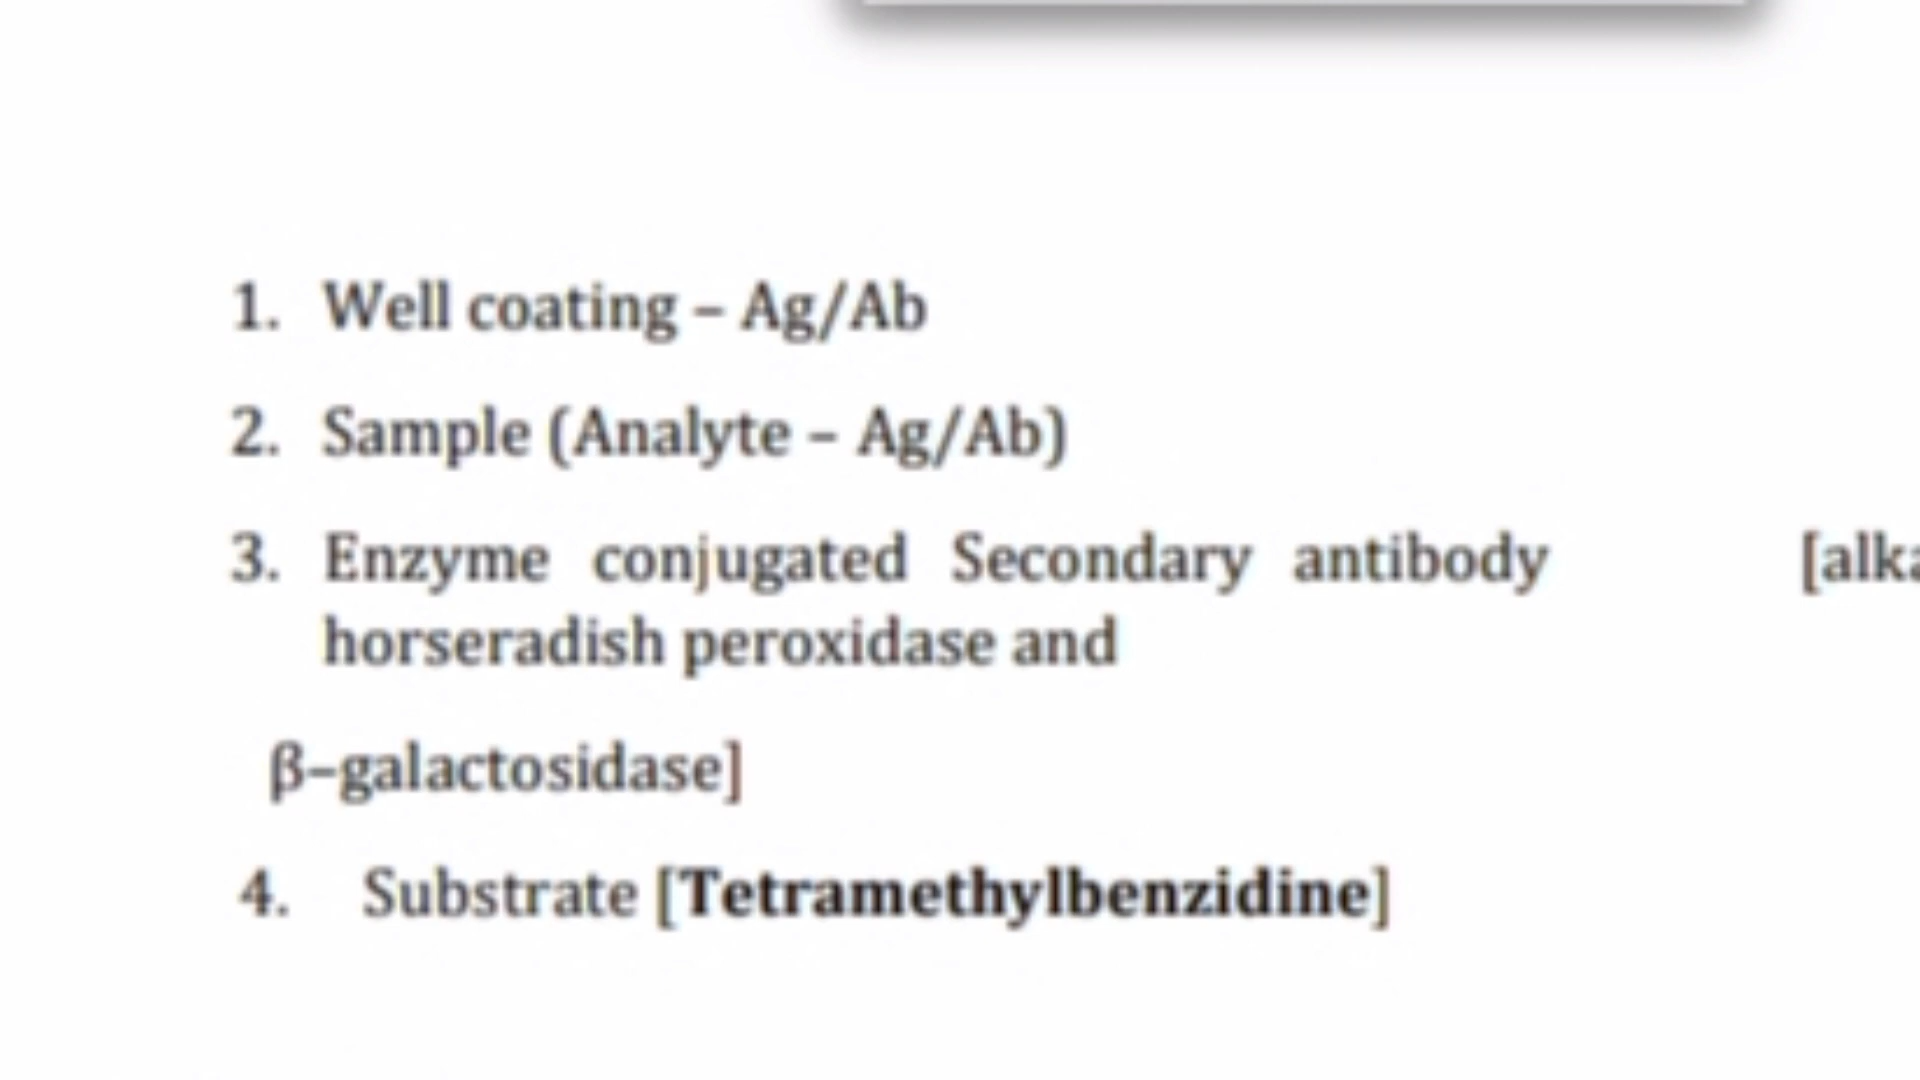 1. Well coating – Ag/Ab
2. Sample (Analyte – Ag/Ab)
3. Enzyme conjugated Secondary antibody
horseradish peroxidase and
β–galactosidase]
4. Substrate [Tetramethylbenzidine]